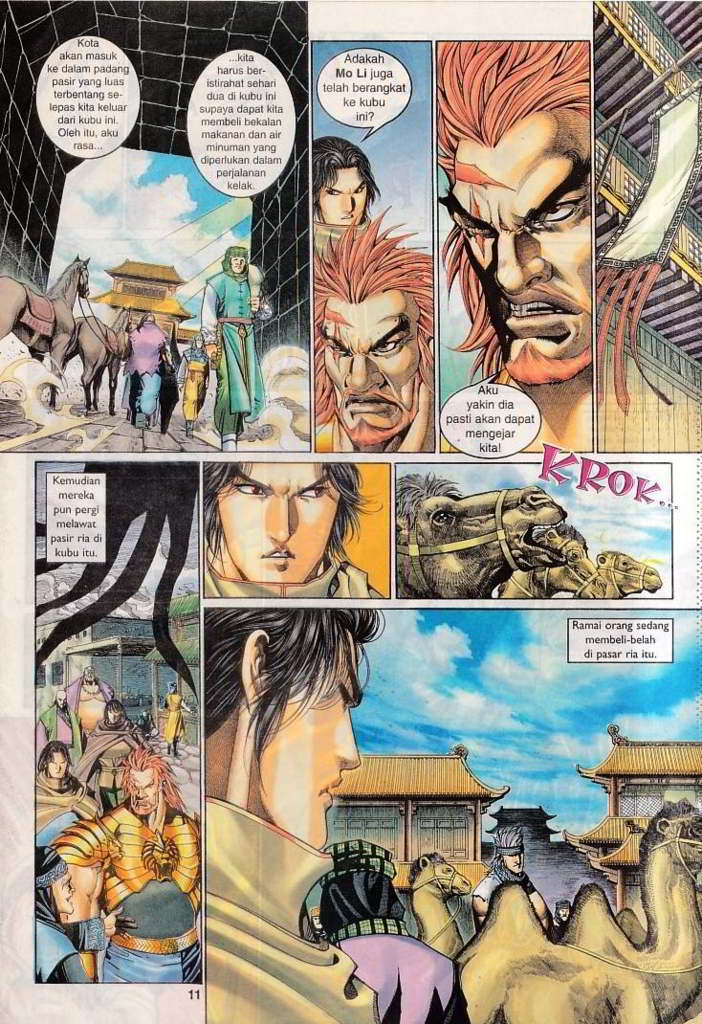 Kota
akan masuk
ke dalam padang
pasir yang luas
terbentang se-
lepas kita keluar
dari kubu ini.
Oleh itu, aku
rasa...
...kita
harus ber-
istirahat sehari
dua di kubu ini
supaya dapat kita
membeli bekalan
makanan dan air
minuman yang
diperlukan dalam
perjalanan
kelak.
Adakah
Mo Li juga
telah berangkat
ke kubu
ini?
Aku
yakin dia
pasti akan dapat
mengejar
kita!
Kemudian
mereka
pun pergi
melawat
pasir ria di
kubu itu.
KROK...
Ramai orang sedang
membeli-belah
di pasar ria itu.
11